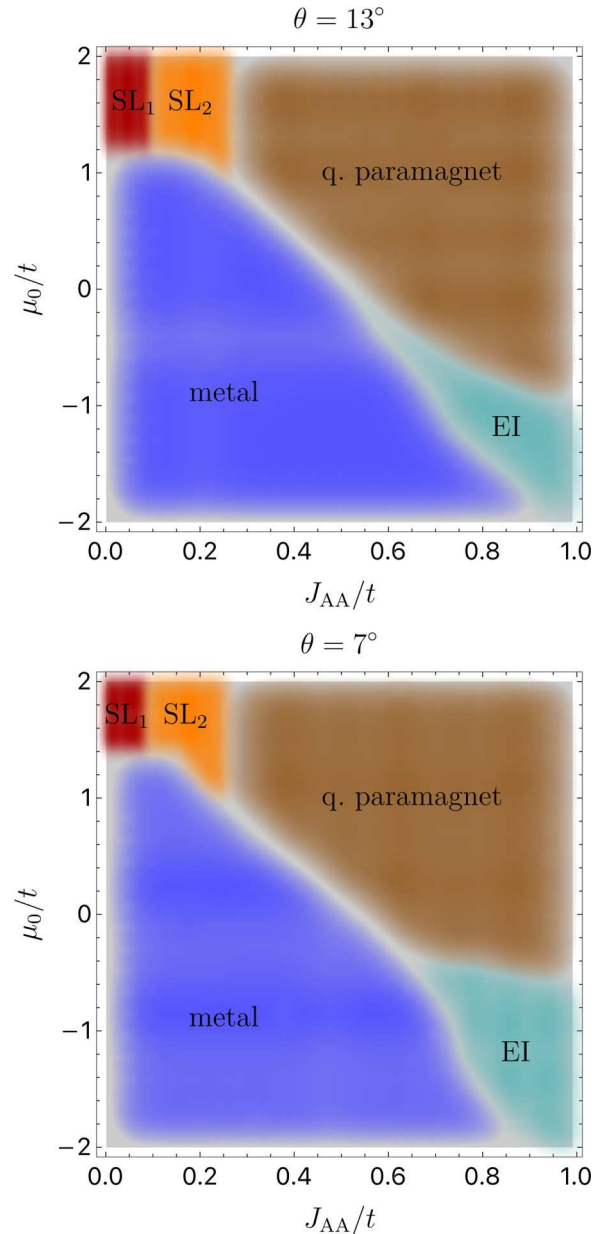 θ = 13°
2
SL₁ SL₂
1
q. paramagnet
μ₀/t
0
metal
−1
EI
−2
0.0 0.2 0.4 0.6 0.8 1.0
J_AA/t
θ = 7°
2
SL₁ SL₂
1
q. paramagnet
μ₀/t
0
metal
−1
EI
−2
0.0 0.2 0.4 0.6 0.8 1.0
J_AA/t